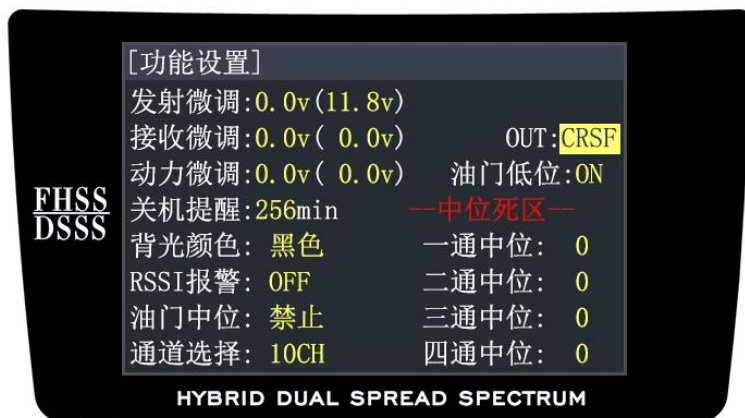 [功能设置]
发射微调:0.0v(11.8v)
接收微调:0.0v( 0.0v) OUT:CRSF
动力微调:0.0v( 0.0v) 油门低位:ON
关机提醒:256min --中位死区--
背光颜色: 黑色 一通中位: 0
RSSI报警: OFF 二通中位: 0
油门中位: 禁止 三通中位: 0
通道选择: 10CH 四通中位: 0
FHSS
DSSS
HYBRID DUAL SPREAD SPECTRUM